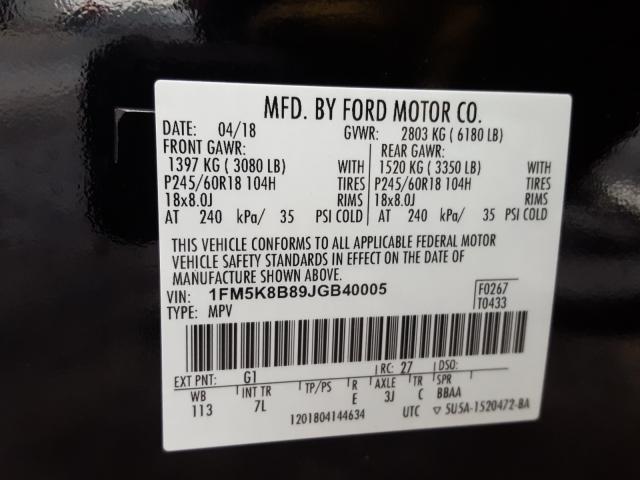 MFD. BY FORD MOTOR CO.
DATE: 04/18 GVWR: 2803 KG ( 6180 LB)
FRONT GAWR: REAR GAWR:
1397 KG ( 3080 LB) WITH 1520 KG ( 3350 LB) WITH
P245/60R18 104H TIRES P245/60R18 104H TIRES
18x8.0J RIMS 18x8.0J RIMS
AT 240 kPa/ 35 PSI COLD AT 240 kPa/ 35 PSI COLD
THIS VEHICLE CONFORMS TO ALL APPLICABLE FEDERAL MOTOR
VEHICLE SAFETY STANDARDS IN EFFECT ON THE DATE OF
MANUFACTURE SHOWN ABOVE.
VIN: 1FM5K8B89JGB40005 F0267
TYPE: MPV T0433
EXT PNT: G1 RC: 27 DSO:
WB INT TR TP/PS R AXLE TR SPR
113 7L E 3J C BBAA
1201804144634 UTC ▽ 5U5A-1520472-BA